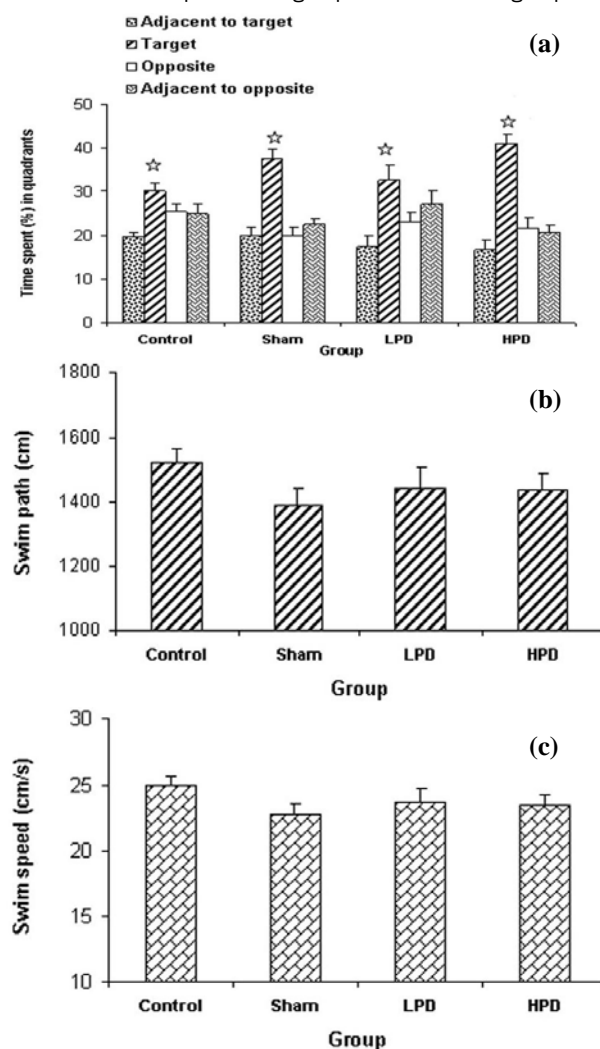 Adjacent to target
(a)
Target
Opposite
Adjacent to opposite
Time spent (%) in quadrants
50
40
30
20
10
0
Control Sham LPD HPD
Group
1800
(b)
1600
1400
1200
1000
Swim path (cm)
Control Sham LPD HPD
Group
30
(c)
25
20
15
10
Swim speed (cm/s)
Control Sham LPD HPD
Group